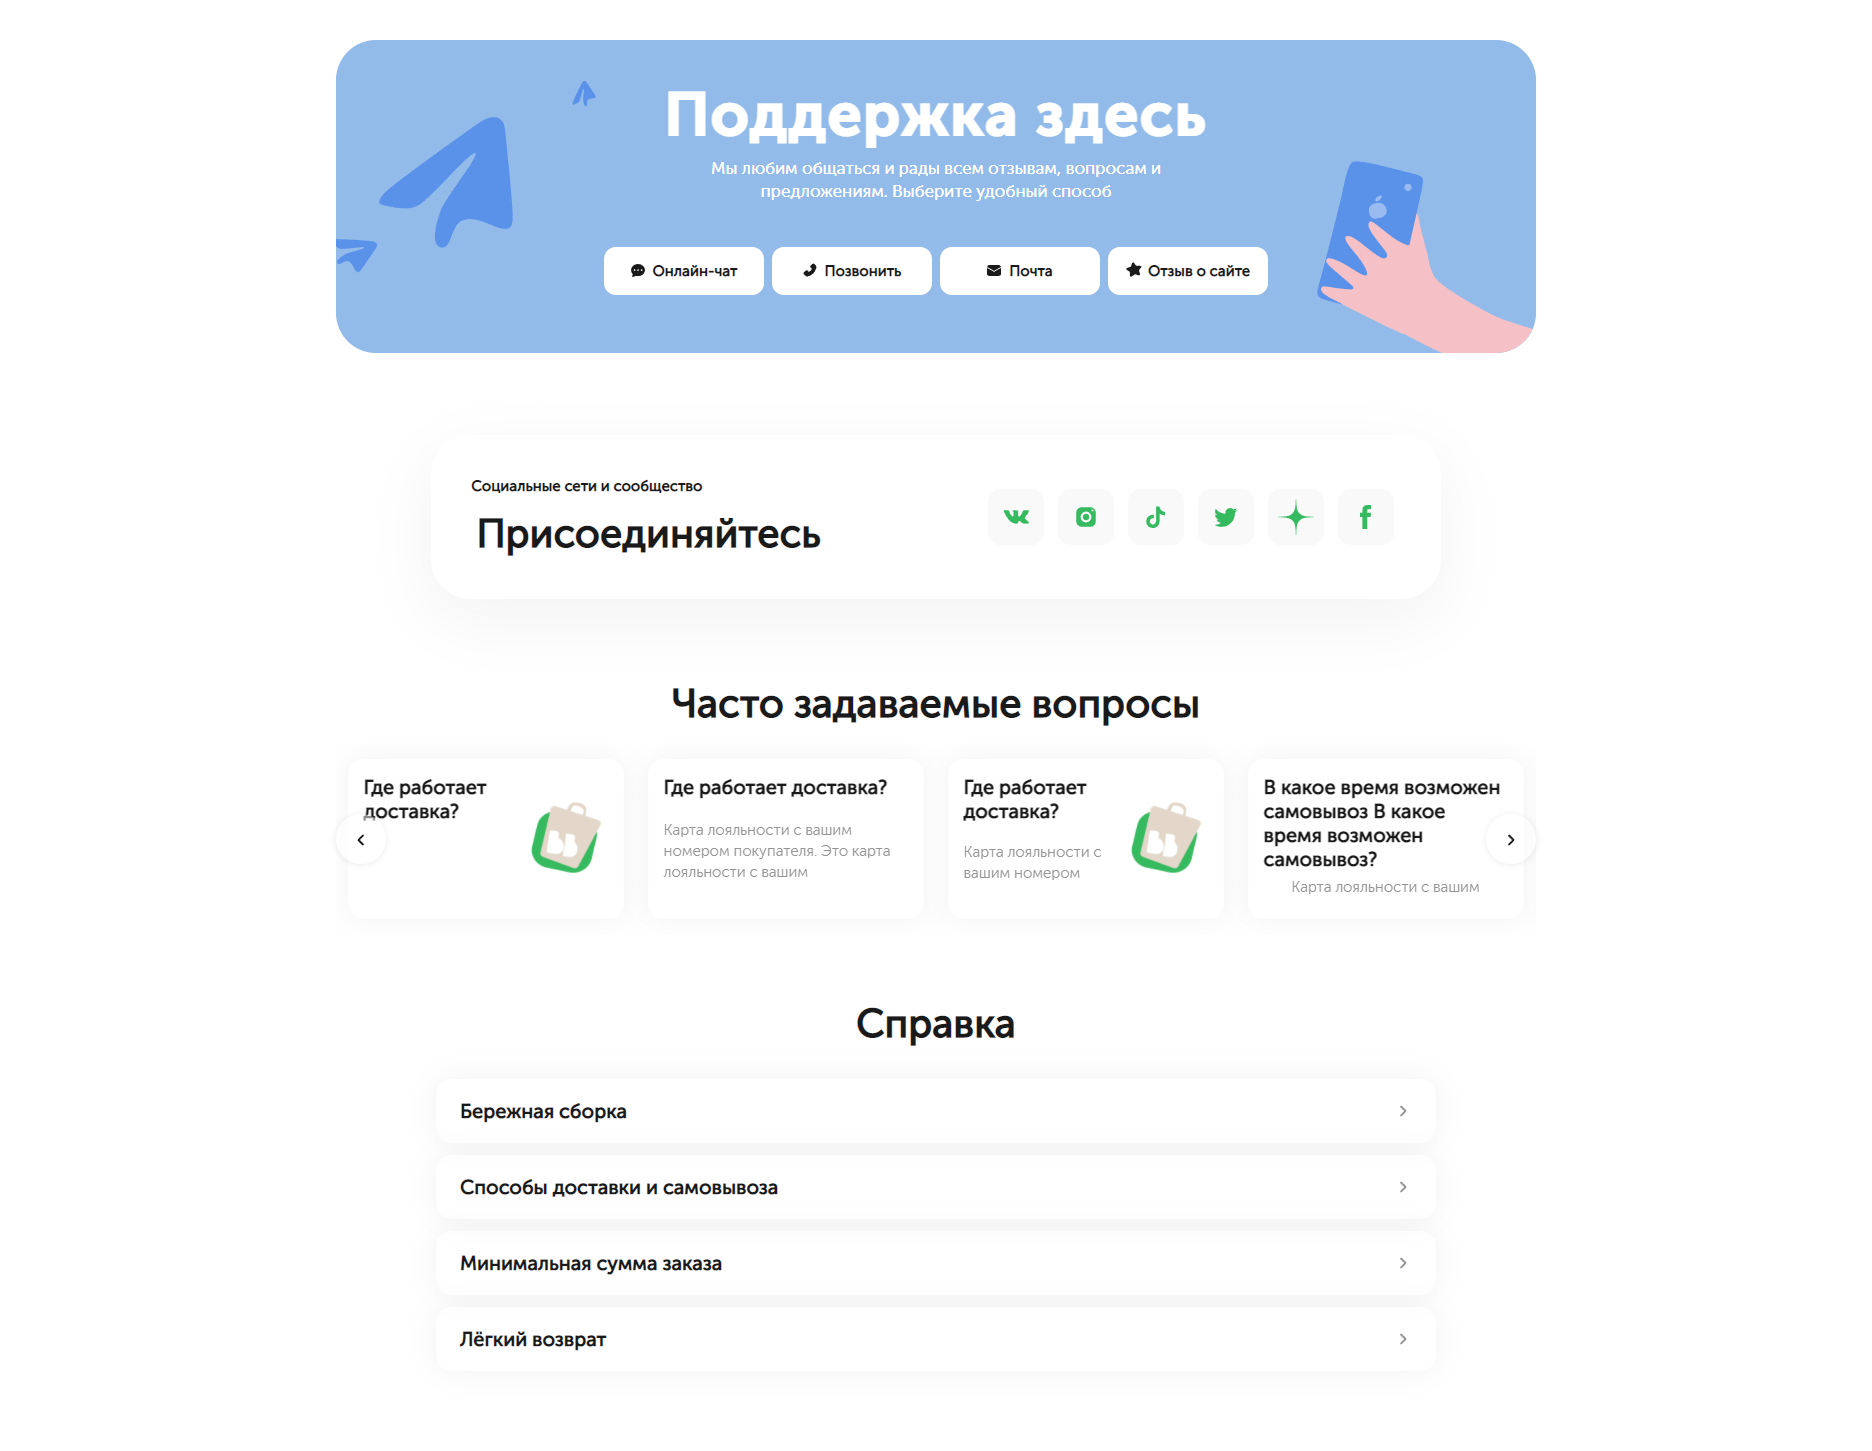 Поддержка здесь
Мы любим общаться и рады всем отзывам, вопросам и
предложениям. Выберите удобный способ
Онлайн-чат
Позвонить
Почта
Отзыв о сайте
Социальные сети и сообщество
Присоединяйтесь
Часто задаваемые вопросы
Где работает
доставка?
Где работает доставка?
Карта лояльности с вашим
номером покупателя. Это карта
лояльности с вашим
Где работает
доставка?
Карта лояльности с
вашим номером
В какое время возможен
самовывоз В какое
время возможен
самовывоз?
Карта лояльности с вашим
Справка
Бережная сборка
Способы доставки и самовывоза
Минимальная сумма заказа
Лёгкий возврат